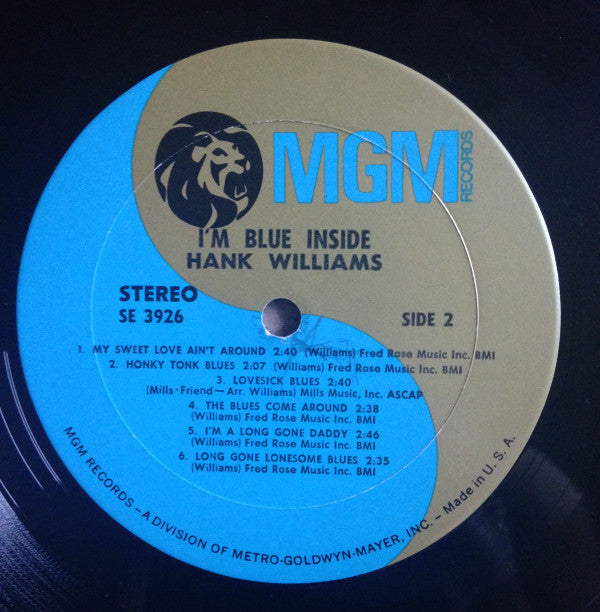 MGM
RECORDS
I'M BLUE INSIDE
HANK WILLIAMS
STEREO
SE 3926
SIDE 2
1. MY SWEET LOVE AIN'T AROUND 2:40 (Williams) Fred Rose Music Inc. BMI
2. HONKY TONK BLUES 2:07 (Williams) Fred Rose Music Inc. BMI
3. LOVESICK BLUES 2:40
(Mills-Friend—Arr. Williams) Mills Music, Inc. ASCAP
4. THE BLUES COME AROUND 2:38
(Williams) Fred Rose Music Inc. BMI
5. I'M A LONG GONE DADDY 2:46
(Williams) Fred Rose Music Inc. BMI
6. LONG GONE LONESOME BLUES 2:35
(Williams) Fred Rose Music Inc. BMI
MGM RECORDS – A DIVISION OF METRO-GOLDWYN-MAYER, INC. – Made in U. S. A.